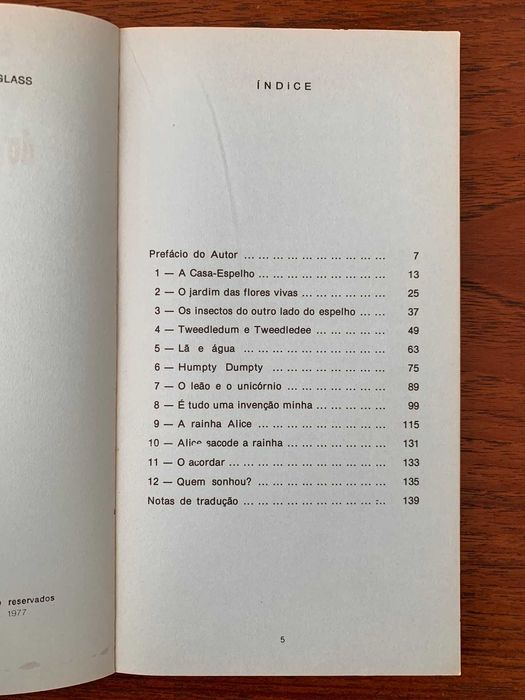 GLASS
reservados
1977
ÍNDICE
Prefácio do Autor ... ... ... ... ... ... ... ... ... ... 7
1 — A Casa-Espelho ... ... ... ... ... ... ... ... ... 13
2 — O jardim das flores vivas ... ... ... ... ... ... 25
3 — Os insectos do outro lado do espelho ... ... 37
4 — Tweedledum e Tweedledee ... ... ... ... ... 49
5 — Lã e água ... ... ... ... ... ... ... ... ... ... 63
6 — Humpty Dumpty ... ... ... ... ... ... ... ... 75
7 — O leão e o unicórnio ... ... ... ... ... ... ... 89
8 — É tudo uma invenção minha ... ... ... ... ... 99
9 — A rainha Alice ... ... ... ... ... ... ... ... ... 115
10 — Alice sacode a rainha ... ... ... ... ... ... ... 131
11 — O acordar ... ... ... ... ... ... ... ... ... ... 133
12 — Quem sonhou? ... ... ... ... ... ... ... ... ... 135
Notas de tradução ... ... ... ... ... ... ... ... ... ... 139
5